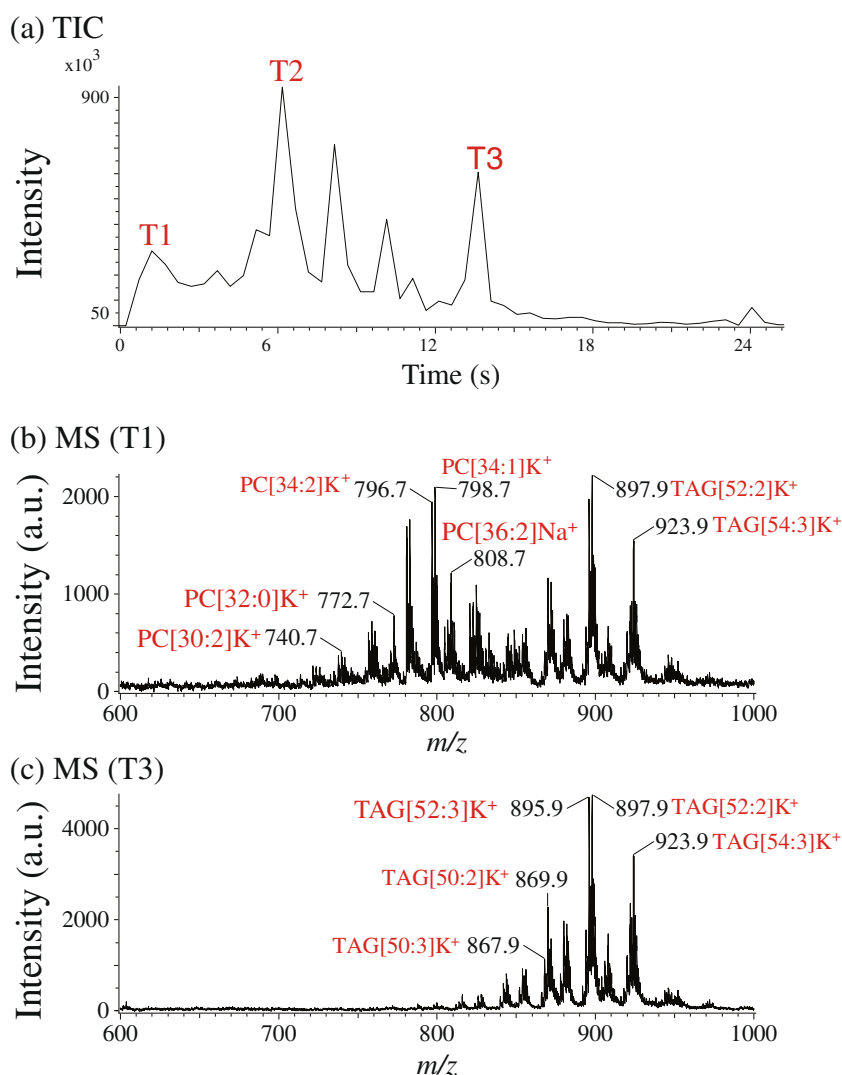 (a) TIC
x10³
900
T2
T3
T1
Intensity
50
0 6 12 18 24
Time (s)
(b) MS (T1)
PC[34:1]K⁺
PC[34:2]K⁺ 796.7 798.7
897.9 TAG[52:2]K⁺
PC[36:2]Na⁺
808.7
923.9 TAG[54:3]K⁺
PC[32:0]K⁺ 772.7
PC[30:2]K⁺ 740.7
Intensity (a.u.)
2000
1000
0
600 700 800 900 1000
m/z
(c) MS (T3)
TAG[52:3]K⁺ 895.9 897.9 TAG[52:2]K⁺
923.9 TAG[54:3]K⁺
TAG[50:2]K⁺ 869.9
TAG[50:3]K⁺ 867.9
Intensity (a.u.)
4000
2000
0
600 700 800 900 1000
m/z